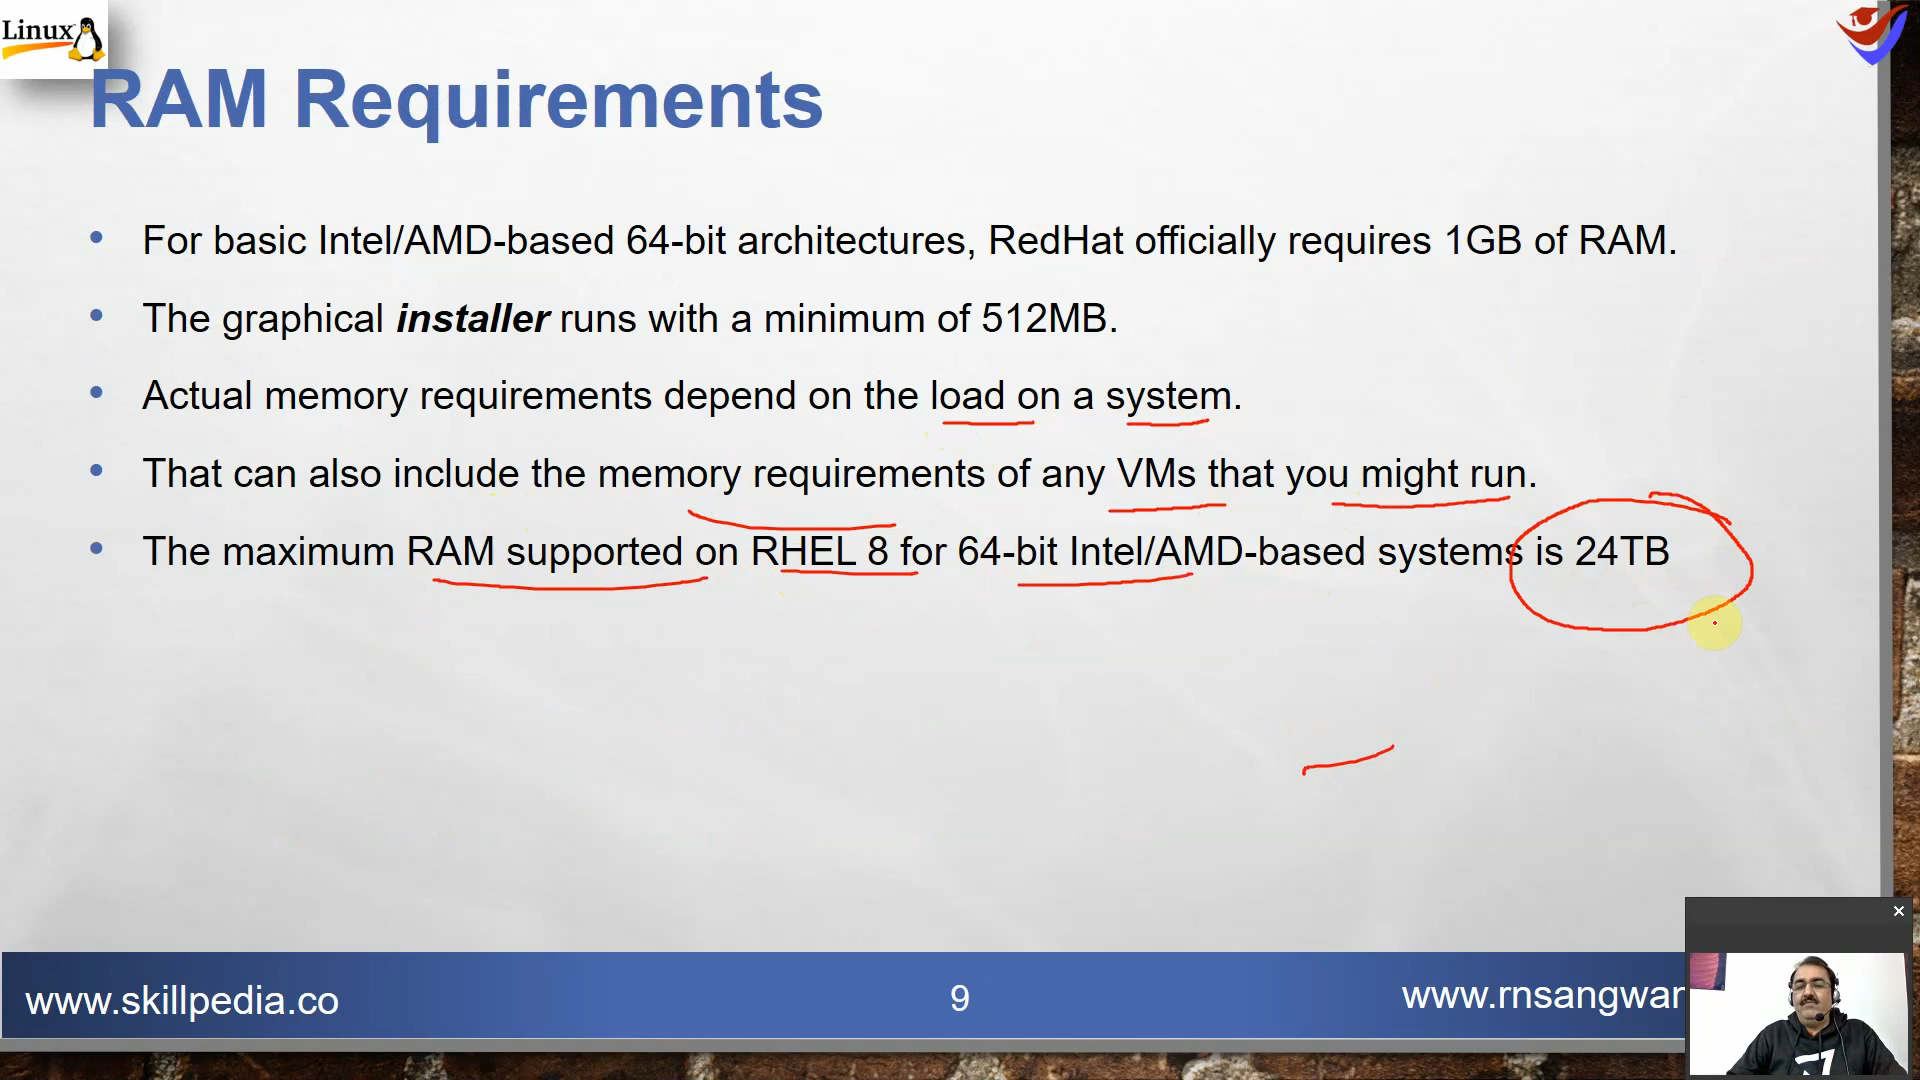 Linux
RAM Requirements
• For basic Intel/AMD-based 64-bit architectures, RedHat officially requires 1GB of RAM.
• The graphical installer runs with a minimum of 512MB.
• Actual memory requirements depend on the load on a system.
• That can also include the memory requirements of any VMs that you might run.
• The maximum RAM supported on RHEL 8 for 64-bit Intel/AMD-based systems is 24TB
www.skillpedia.co
9
www.rnsangwan